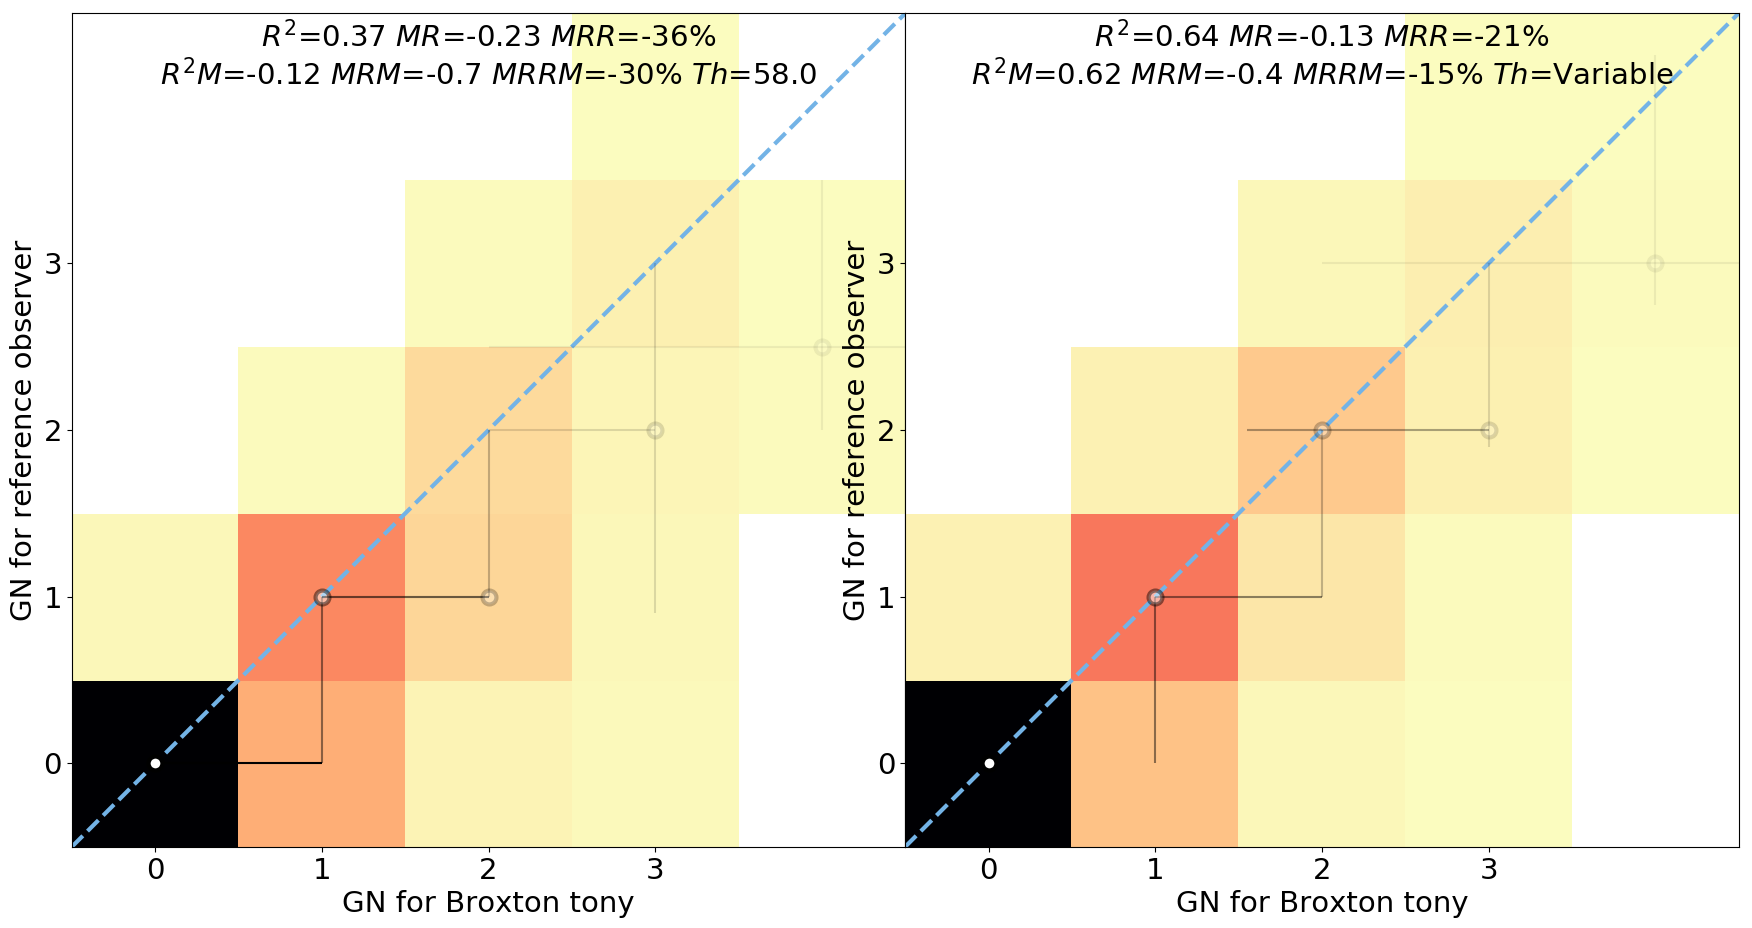 R²=0.37 MR=-0.23 MRR=-36%
R²M=-0.12 MRM=-0.7 MRRM=-30% Th=58.0
GN for reference observer
3
2
1
0
0 1 2 3
GN for Broxton tony
R²=0.64 MR=-0.13 MRR=-21%
R²M=0.62 MRM=-0.4 MRRM=-15% Th=Variable
GN for reference observer
3
2
1
0
0 1 2 3
GN for Broxton tony